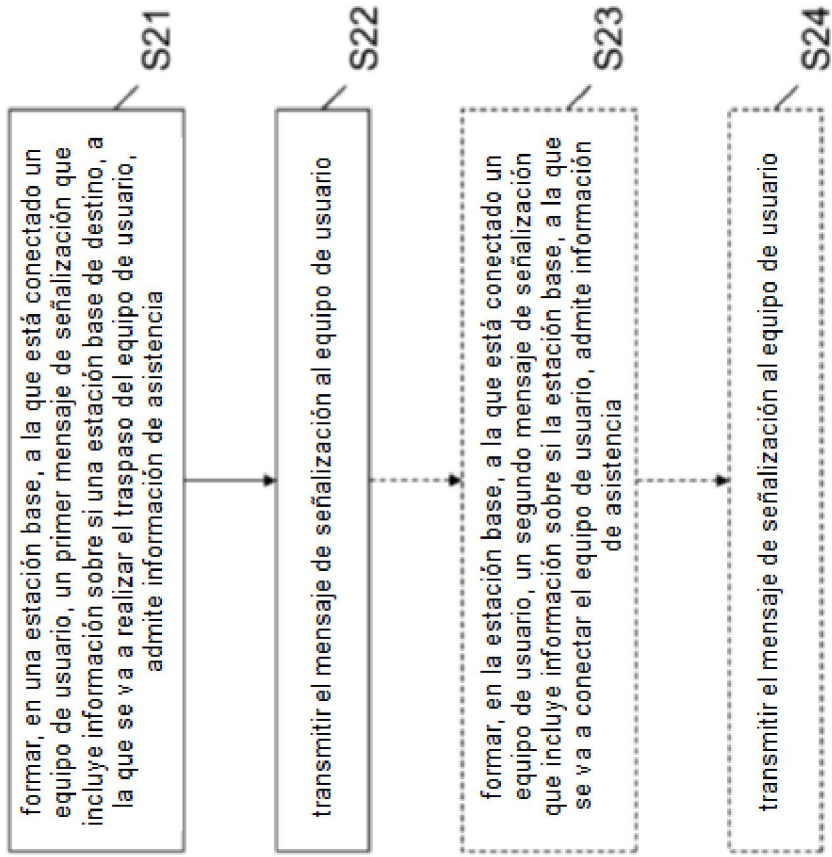 formar, en una estación base, a la que está conectado un
equipo de usuario, un primer mensaje de señalización que
incluye información sobre si una estación base de destino, a
la que se va a realizar el traspaso del equipo de usuario,
admite información de asistencia
S21
transmitir el mensaje de señalización al equipo de usuario
S22
formar, en la estación base, a la que está conectado un
equipo de usuario, un segundo mensaje de señalización
que incluye información sobre si la estación base, a la que
se va a conectar el equipo de usuario, admite información
de asistencia
S23
transmitir el mensaje de señalización al equipo de usuario
S24